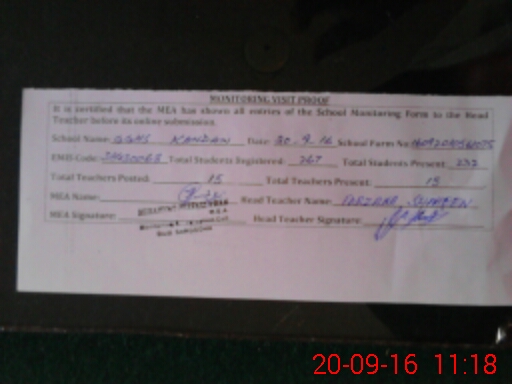 MONITORING VISIT PROOF
It is certified that the MEA has shown all entries of the School Monitoring Form to the Head
Teacher before its online submission.
School Name: GGHS KANDAN Date: 20.9.16 School Form No:
EMIS Code: Total Students Registered: 267 Total Students Present: 232
Total Teachers Posted: 15 Total Teachers Present: 15
MEA Name: Head Teacher Name:
MEA Signature: Head Teacher Signature:
20-09-16 11:18